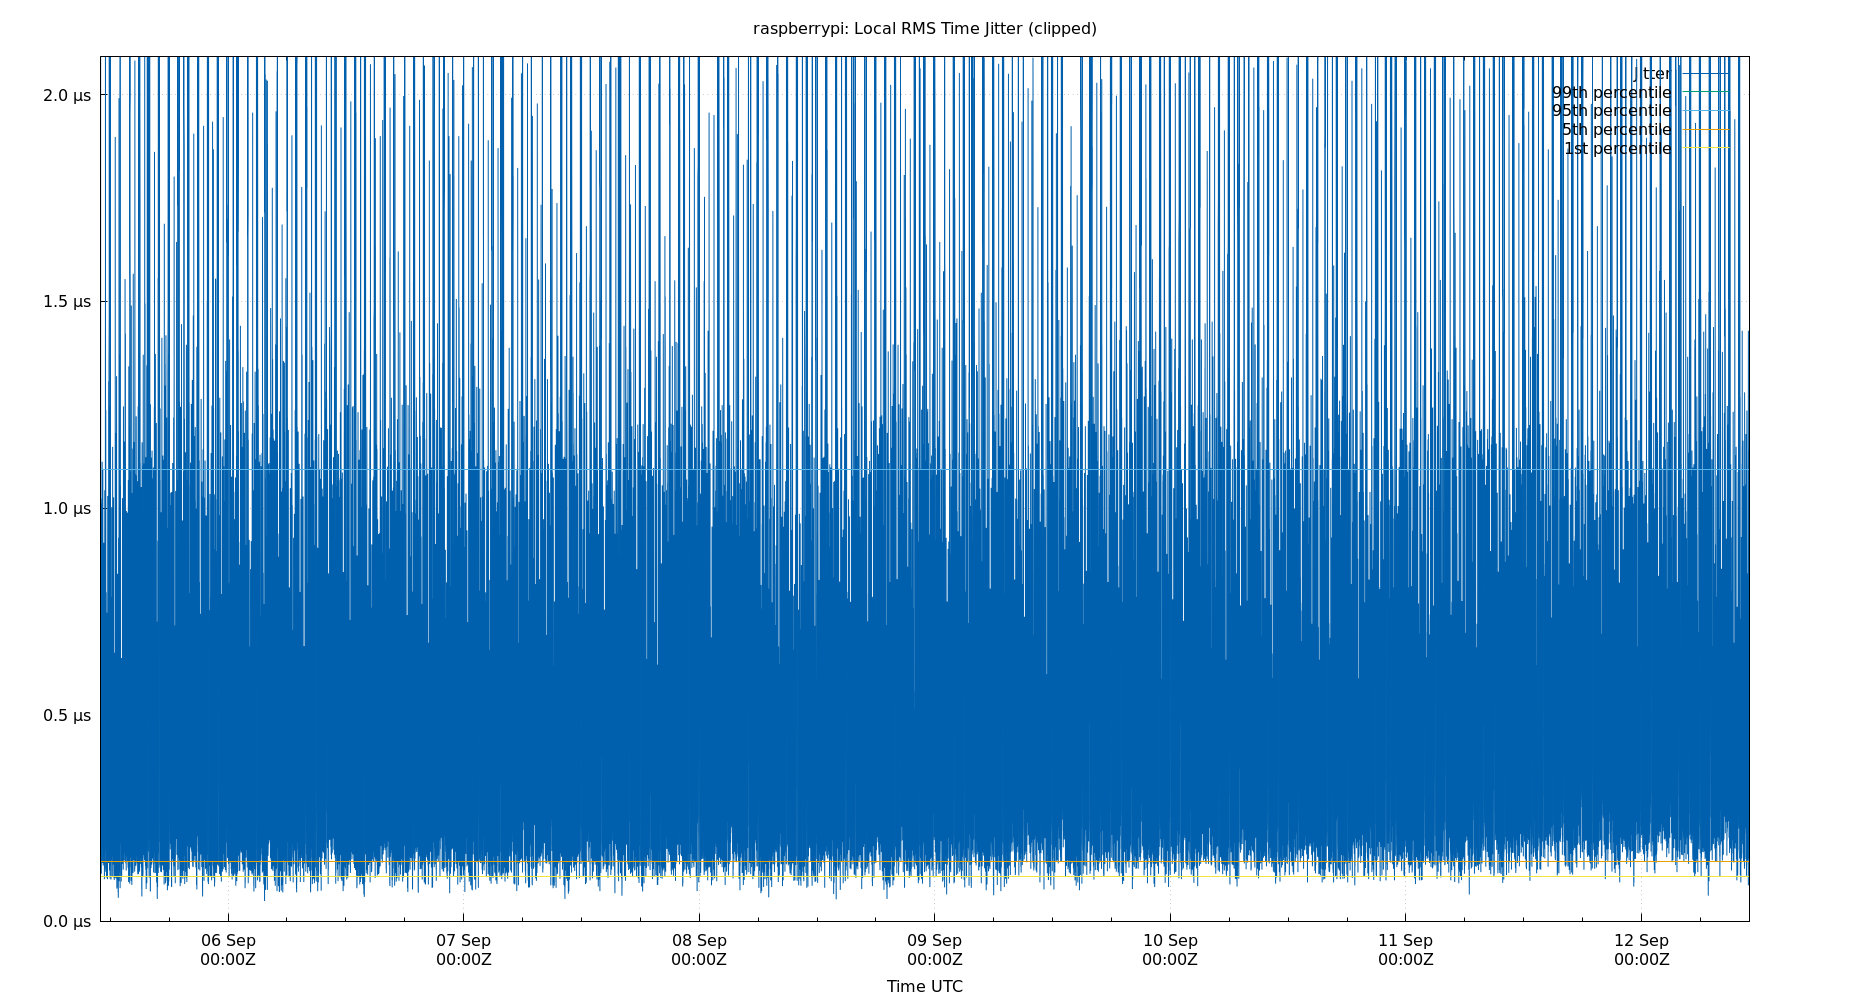 raspberrypi: Local RMS Time Jitter (clipped)
2.0 µs
1.5 µs
1.0 µs
0.5 µs
0.0 µs
jitter
99th percentile
95th percentile
5th percentile
1st percentile
06 Sep
00:00Z
07 Sep
00:00Z
08 Sep
00:00Z
09 Sep
00:00Z
10 Sep
00:00Z
11 Sep
00:00Z
12 Sep
00:00Z
Time UTC